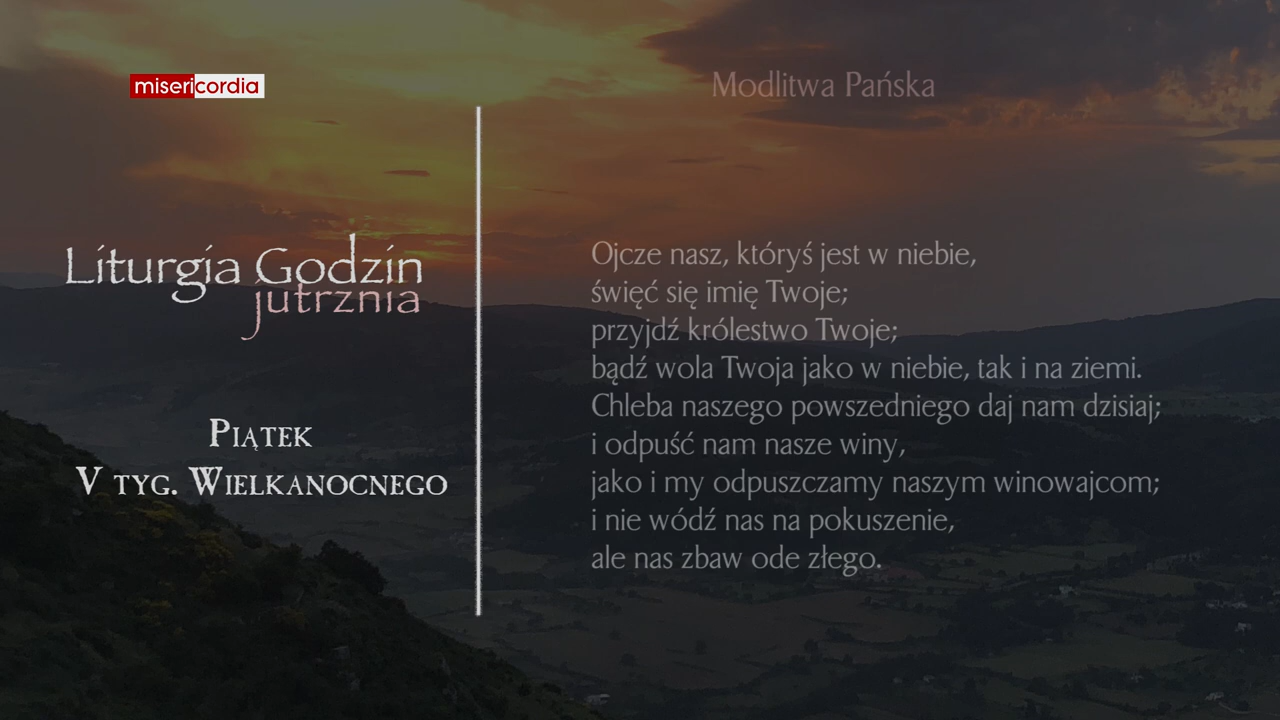 misericordia
Liturgia Godzin
jutrznia
Piątek
V tyg. Wielkanocnego
Modlitwa Pańska
Ojcze nasz, któryś jest w niebie,
święć się imię Twoje;
przyjdź królestwo Twoje;
bądź wola Twoja jako w niebie, tak i na ziemi.
Chleba naszego powszedniego daj nam dzisiaj;
i odpuść nam nasze winy,
jako i my odpuszczamy naszym winowajcom;
i nie wódź nas na pokuszenie,
ale nas zbaw ode złego.